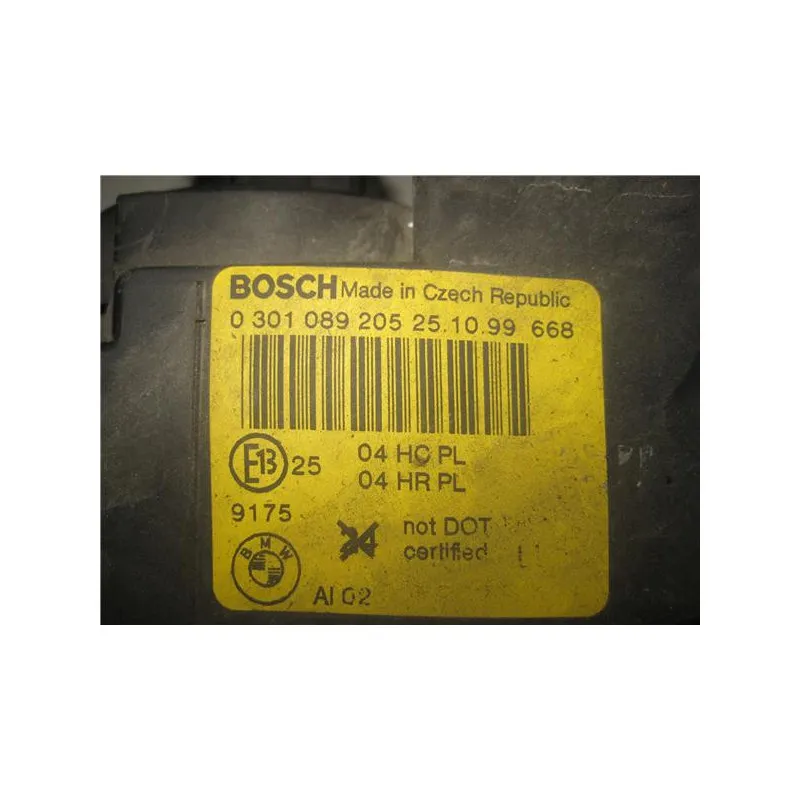 BOSCH Made in Czech Republic
0 301 089 205 25.10.99 668
E13 25 04 HC PL
04 HR PL
9175
24 not DOT
certified
BMW
AI 02